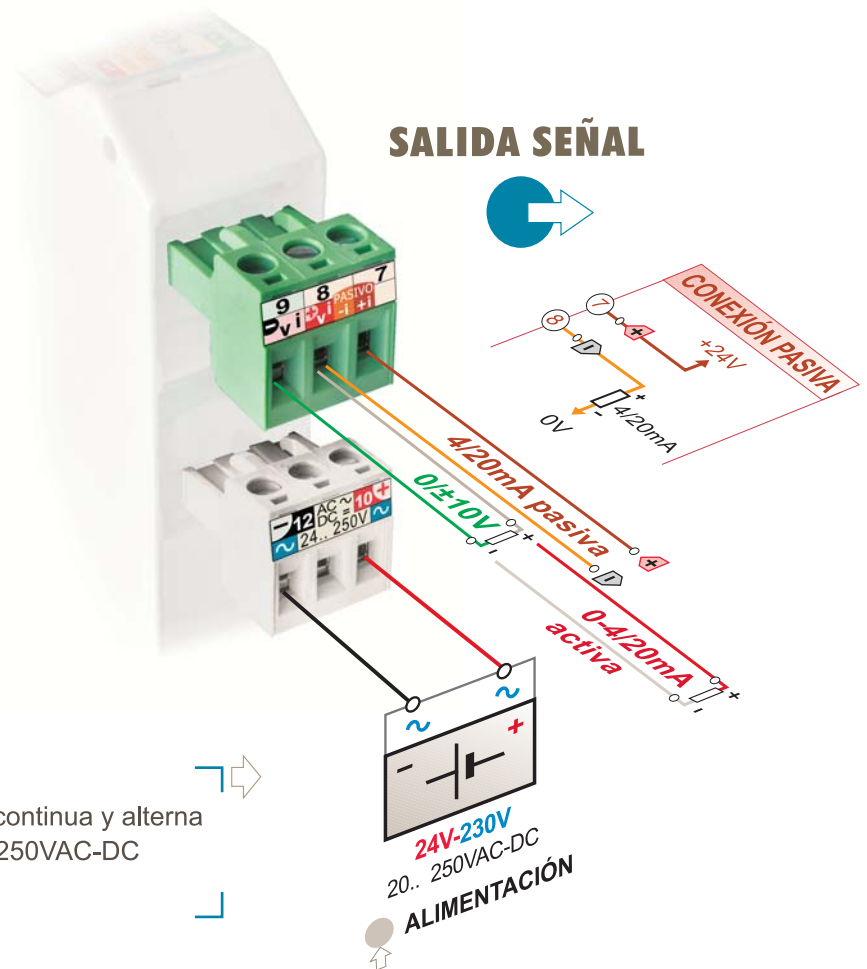 SALIDA SEÑAL
9 8 7
v i + v i PASIVO -i +i
CONEXIÓN PASIVA
7
8
+
-
+24V
+
-
0V
4/20mA
4/20mA pasiva
0/±10V
+
-
+
-
0-4/20mA
activa
+
-
- 12 AC ~ 10 +
DC =
~ 24.. 250V ~
~ ~
- +
24V-230V
20.. 250VAC-DC
ALIMENTACIÓN
continua y alterna
250VAC-DC